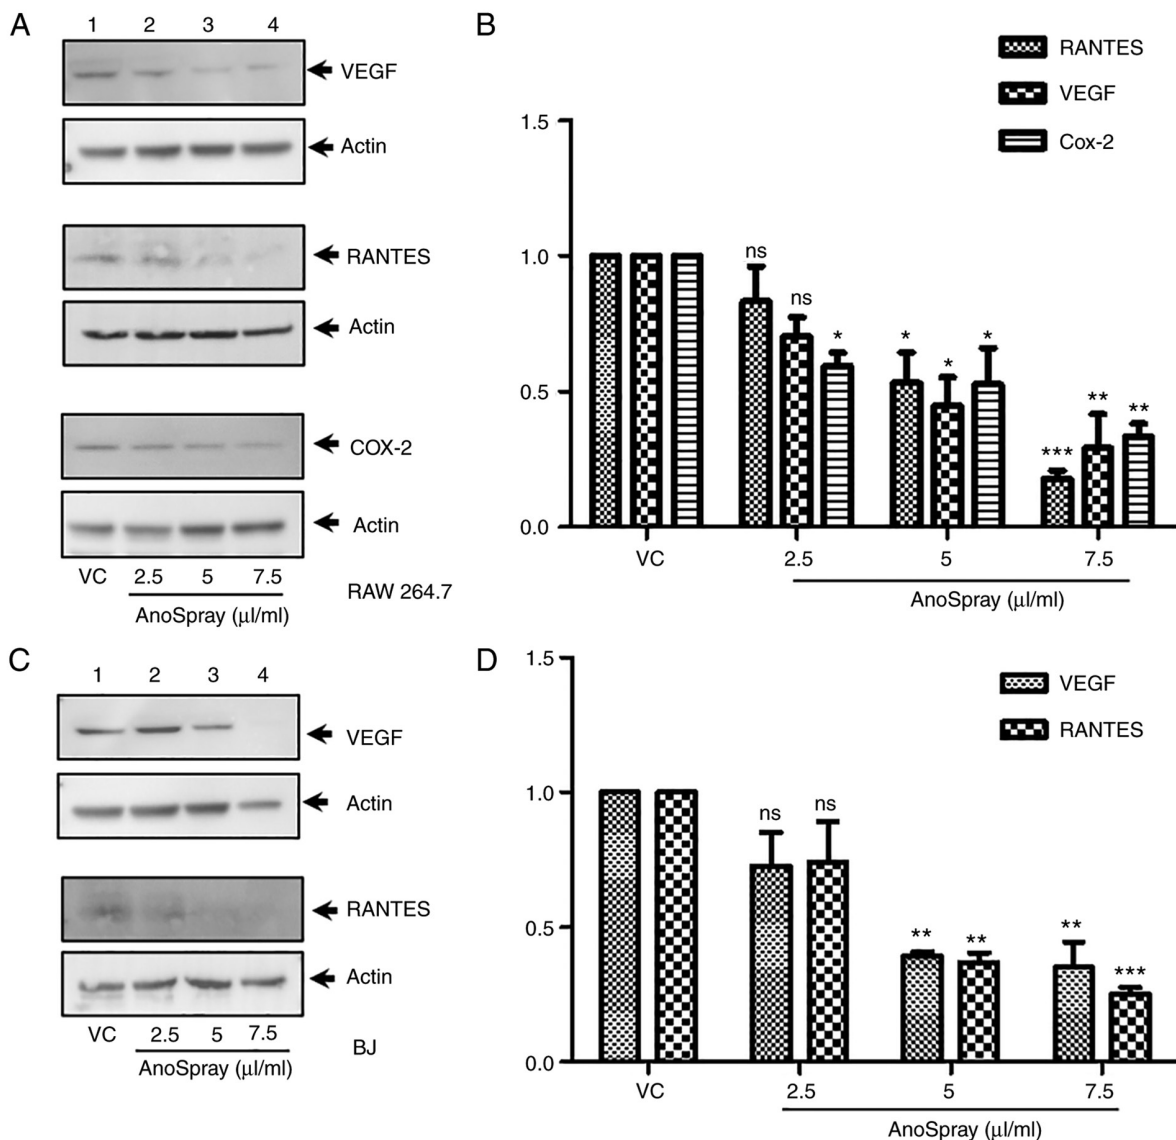 A
1 2 3 4
VEGF
Actin
RANTES
Actin
COX-2
Actin
VC 2.5 5 7.5
AnoSpray (μl/ml)
RAW 264.7
B
RANTES
VEGF
Cox-2
1.5
1.0
0.5
0.0
ns
ns
*
*
*
*
***
**
**
VC 2.5 5 7.5
AnoSpray (μl/ml)
C
1 2 3 4
VEGF
Actin
RANTES
Actin
VC 2.5 5 7.5
AnoSpray (μl/ml)
BJ
D
VEGF
RANTES
1.5
1.0
0.5
0.0
ns
ns
**
**
**
***
VC 2.5 5 7.5
AnoSpray (μl/ml)